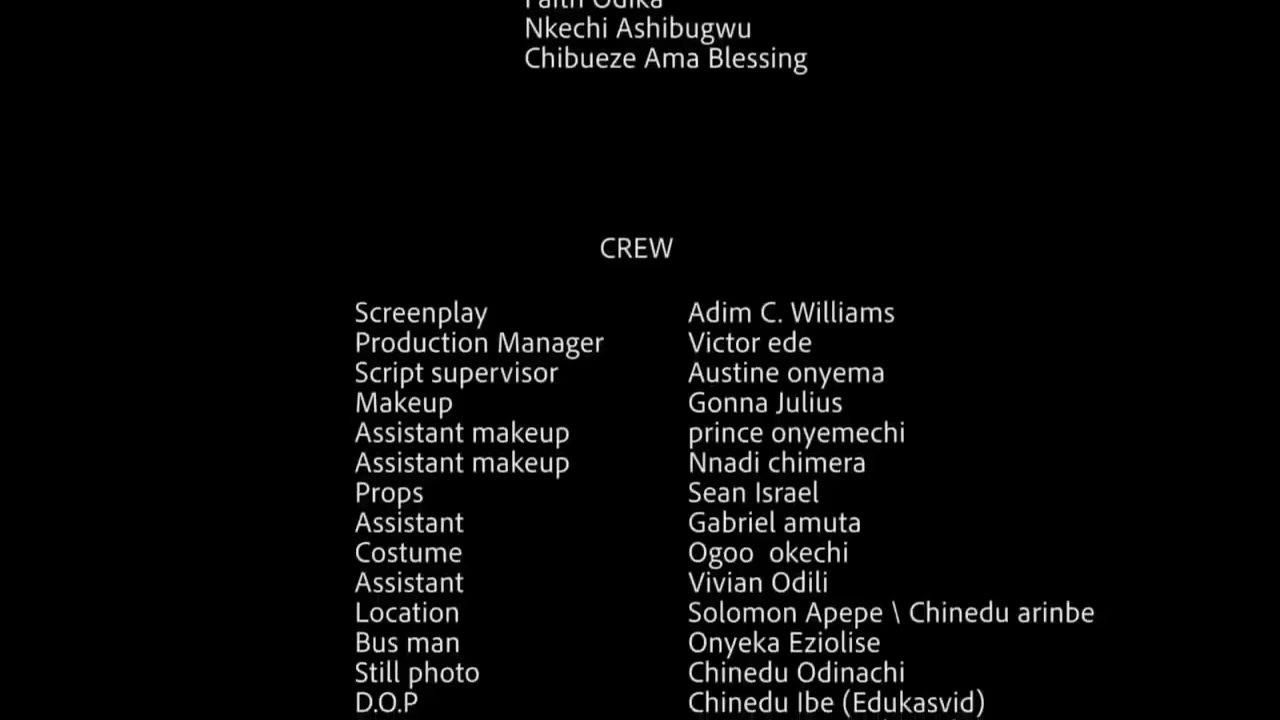 Faith Odika
Nkechi Ashibugwu
Chibueze Ama Blessing
CREW
Screenplay Adim C. Williams
Production Manager Victor ede
Script supervisor Austine onyema
Makeup Gonna Julius
Assistant makeup prince onyemechi
Assistant makeup Nnadi chimera
Props Sean Israel
Assistant Gabriel amuta
Costume Ogoo  okechi
Assistant Vivian Odili
Location Solomon Apepe \ Chinedu arinbe
Bus man Onyeka Eziolise
Still photo Chinedu Odinachi
D.O.P Chinedu Ibe (Edukasvid)